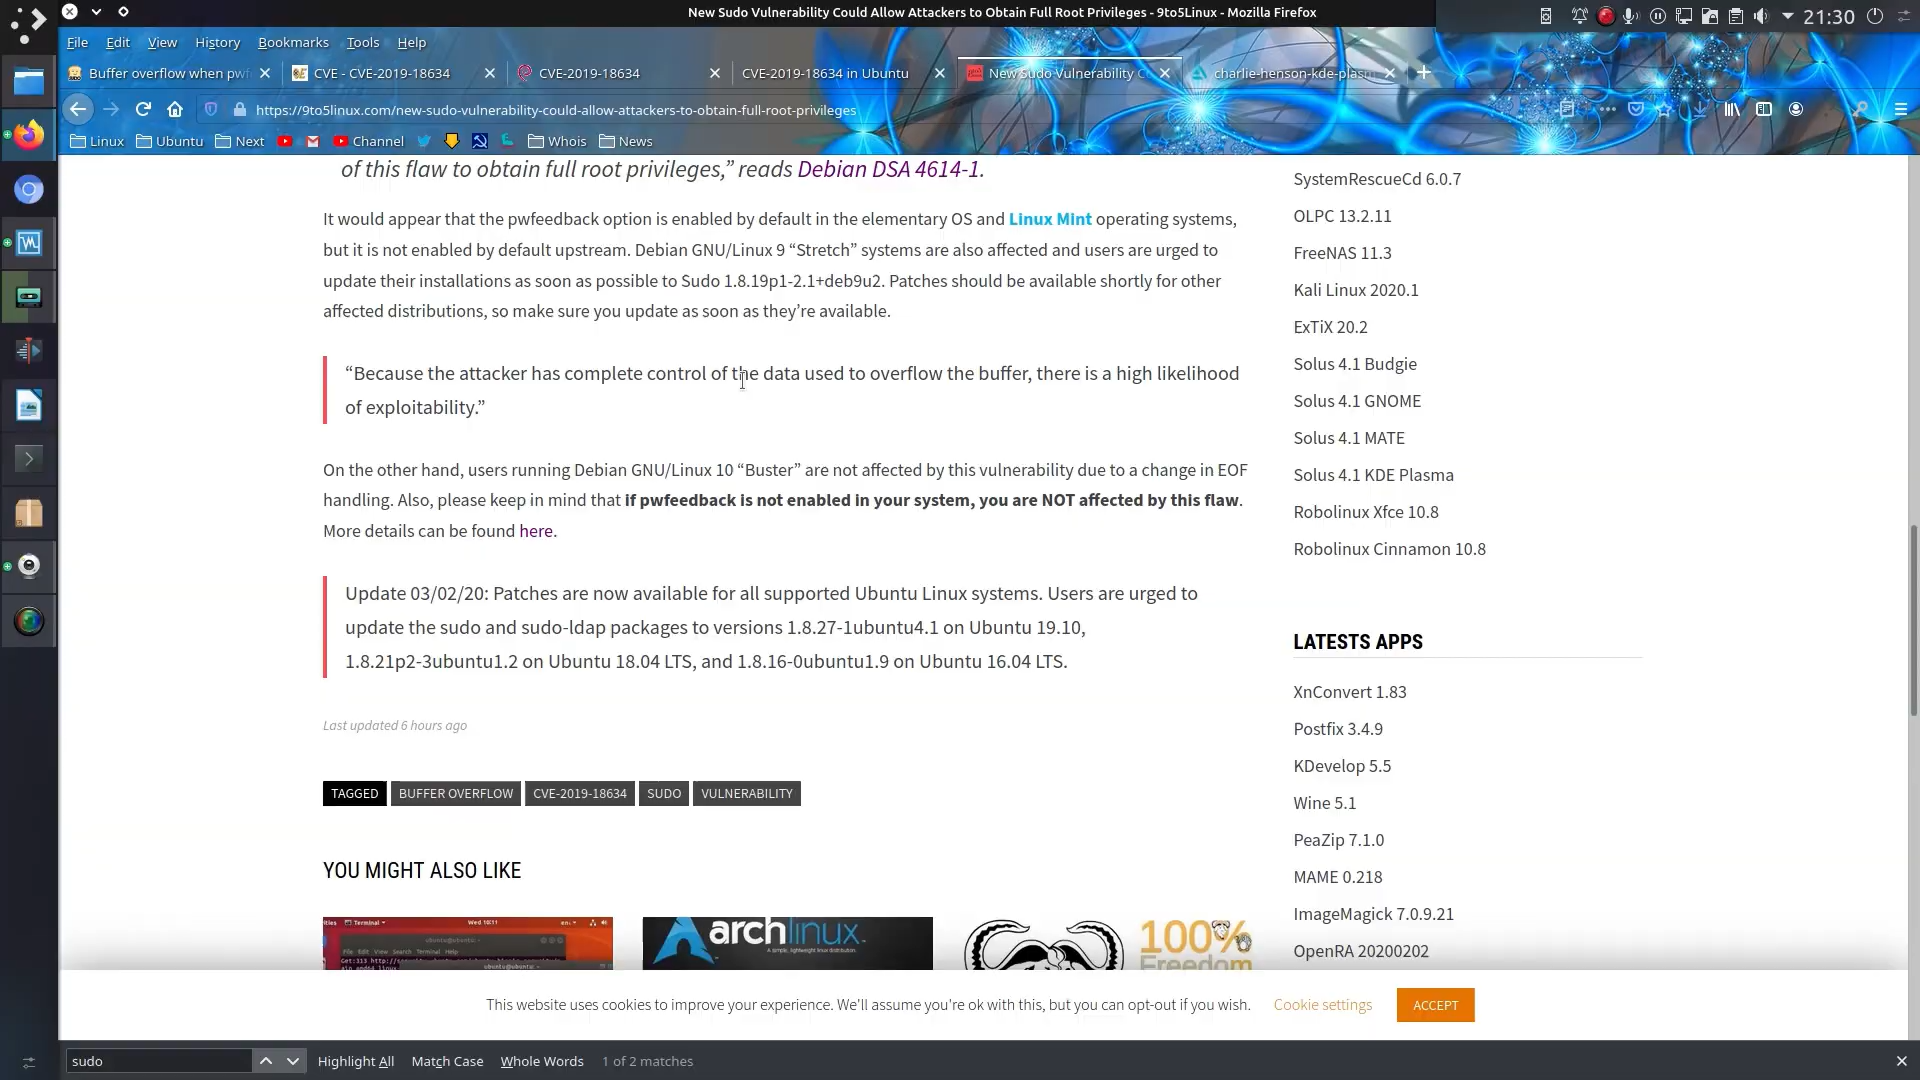 New Sudo Vulnerability Could Allow Attackers to Obtain Full Root Privileges - 9to5Linux - Mozilla Firefox
21:30
File Edit View History Bookmarks Tools Help
Buffer overflow when pwf
CVE - CVE-2019-18634
CVE-2019-18634
CVE-2019-18634 in Ubuntu
New Sudo Vulnerability C
charlie-henson-kde-plasm
https://9to5linux.com/new-sudo-vulnerability-could-allow-attackers-to-obtain-full-root-privileges
Linux Ubuntu Next Channel Whois News
of this flaw to obtain full root privileges,” reads Debian DSA 4614-1.
It would appear that the pwfeedback option is enabled by default in the elementary OS and Linux Mint operating systems,
but it is not enabled by default upstream. Debian GNU/Linux 9 “Stretch” systems are also affected and users are urged to
update their installations as soon as possible to Sudo 1.8.19p1-2.1+deb9u2. Patches should be available shortly for other
affected distributions, so make sure you update as soon as they’re available.
“Because the attacker has complete control of the data used to overflow the buffer, there is a high likelihood
of exploitability.”
On the other hand, users running Debian GNU/Linux 10 “Buster” are not affected by this vulnerability due to a change in EOF
handling. Also, please keep in mind that if pwfeedback is not enabled in your system, you are NOT affected by this flaw.
More details can be found here.
Update 03/02/20: Patches are now available for all supported Ubuntu Linux systems. Users are urged to
update the sudo and sudo-ldap packages to versions 1.8.27-1ubuntu4.1 on Ubuntu 19.10,
1.8.21p2-3ubuntu1.2 on Ubuntu 18.04 LTS, and 1.8.16-0ubuntu1.9 on Ubuntu 16.04 LTS.
Last updated 6 hours ago
TAGGED BUFFER OVERFLOW CVE-2019-18634 SUDO VULNERABILITY
YOU MIGHT ALSO LIKE
Terminal
Wed 10:11
File Edit View Search Terminal Help
archlinux
A simple, lightweight linux distribution.
100%
Freedom
SystemRescueCd 6.0.7
OLPC 13.2.11
FreeNAS 11.3
Kali Linux 2020.1
ExTiX 20.2
Solus 4.1 Budgie
Solus 4.1 GNOME
Solus 4.1 MATE
Solus 4.1 KDE Plasma
Robolinux Xfce 10.8
Robolinux Cinnamon 10.8
LATESTS APPS
XnConvert 1.83
Postfix 3.4.9
KDevelop 5.5
Wine 5.1
PeaZip 7.1.0
MAME 0.218
ImageMagick 7.0.9.21
OpenRA 20200202
This website uses cookies to improve your experience. We'll assume you're ok with this, but you can opt-out if you wish. Cookie settings ACCEPT
sudo Highlight All Match Case Whole Words 1 of 2 matches